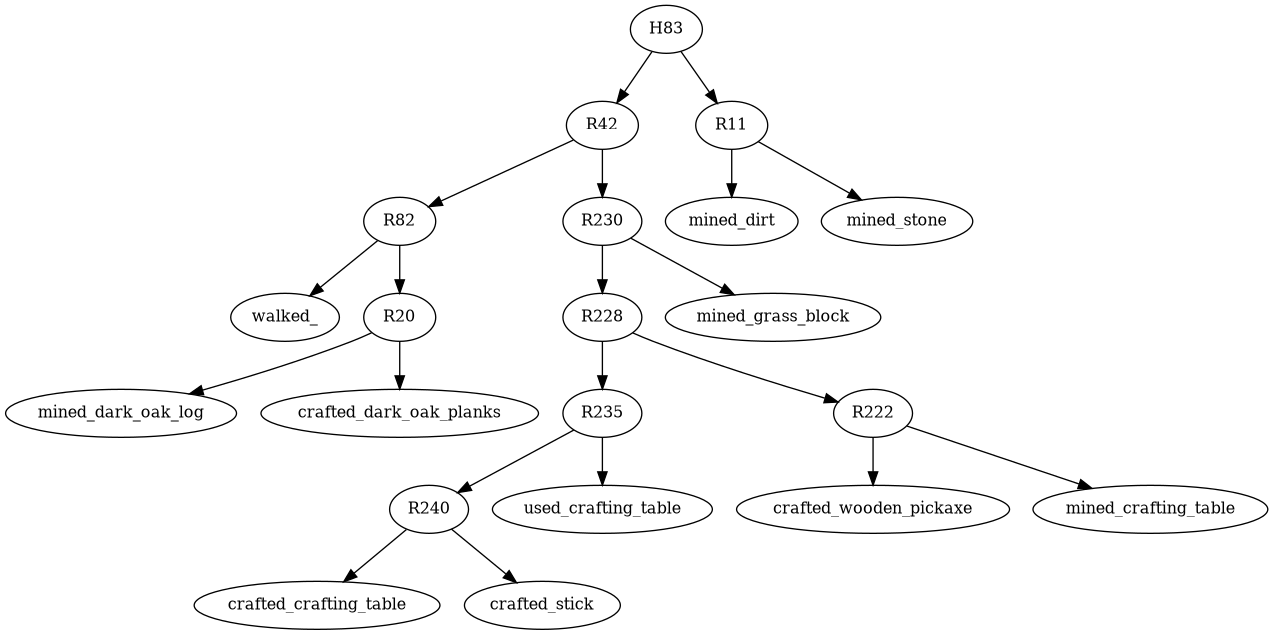 H83
R42
R11
R82
R230
mined_dirt
mined_stone
walked_
R20
R228
mined_grass_block
mined_dark_oak_log
crafted_dark_oak_planks
R235
R222
R240
used_crafting_table
crafted_wooden_pickaxe
mined_crafting_table
crafted_crafting_table
crafted_stick